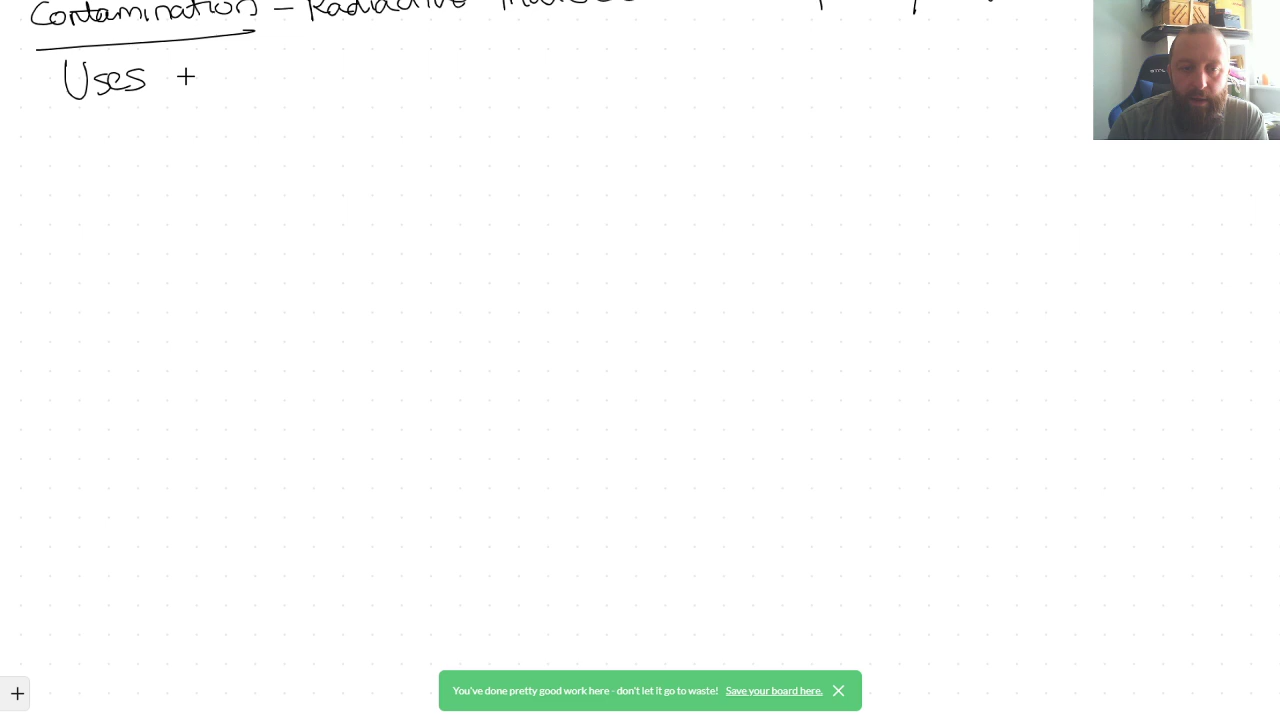 Contamination - Radiactive
Uses +
You've done pretty good work here - don't let it go to waste! Save your board here.